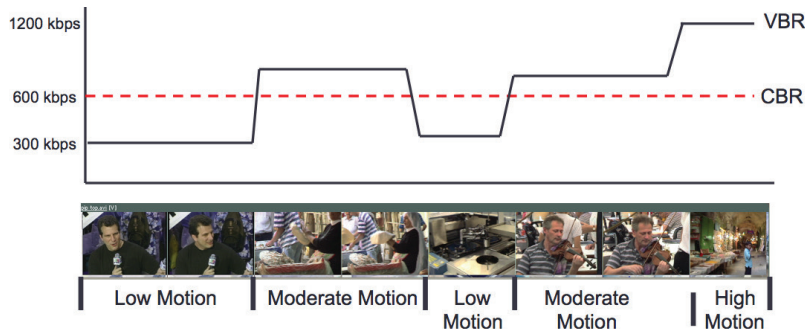 1200 kbps
VBR
600 kbps
CBR
300 kbps
Low Motion
Moderate Motion
Low
Motion
Moderate
Motion
High
Motion